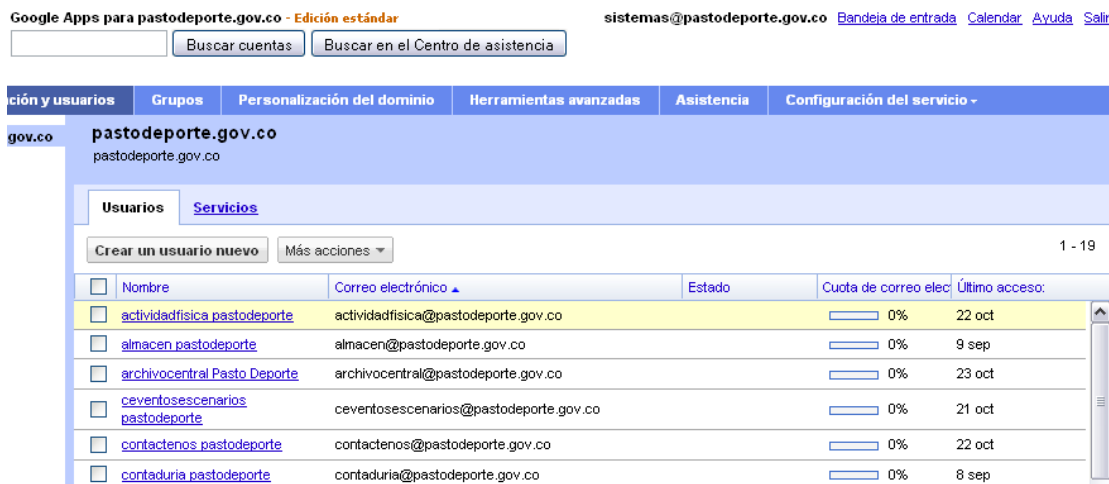 Google Apps para pastodeporte.gov.co - Edición estándar
sistemas@pastodeporte.gov.co Bandeja de entrada Calendar Ayuda Salir
Buscar cuentas Buscar en el Centro de asistencia
ción y usuarios Grupos Personalización del dominio Herramientas avanzadas Asistencia Configuración del servicio
gov.co
pastodeporte.gov.co
pastodeporte.gov.co
Usuarios Servicios
Crear un usuario nuevo Más acciones 1 - 19
Nombre Correo electrónico Estado Cuota de correo elec Último acceso:
actividadfisica pastodeporte actividadfisica@pastodeporte.gov.co 0% 22 oct
almacen pastodeporte almacen@pastodeporte.gov.co 0% 9 sep
archivocentral Pasto Deporte archivocentral@pastodeporte.gov.co 0% 23 oct
ceventosescenarios
pastodeporte ceventosescenarios@pastodeporte.gov.co 0% 21 oct
contactenos pastodeporte contactenos@pastodeporte.gov.co 0% 22 oct
contaduria pastodeporte contaduria@pastodeporte.gov.co 0% 8 sep